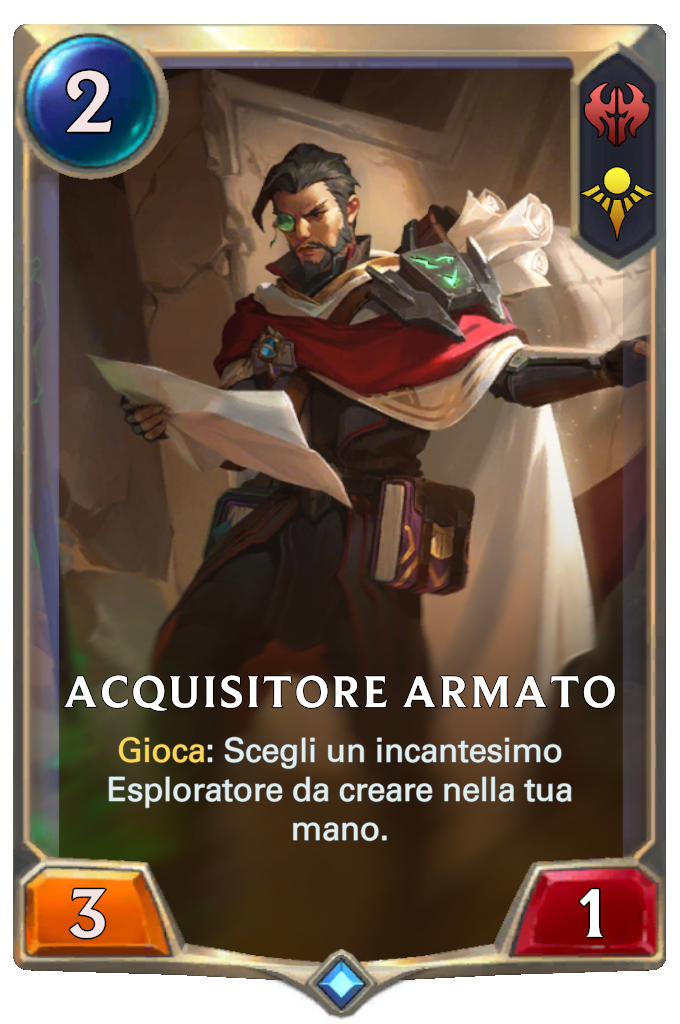 2
ACQUISITORE ARMATO
Gioca: Scegli un incantesimo
Esploratore da creare nella tua
mano.
3
1